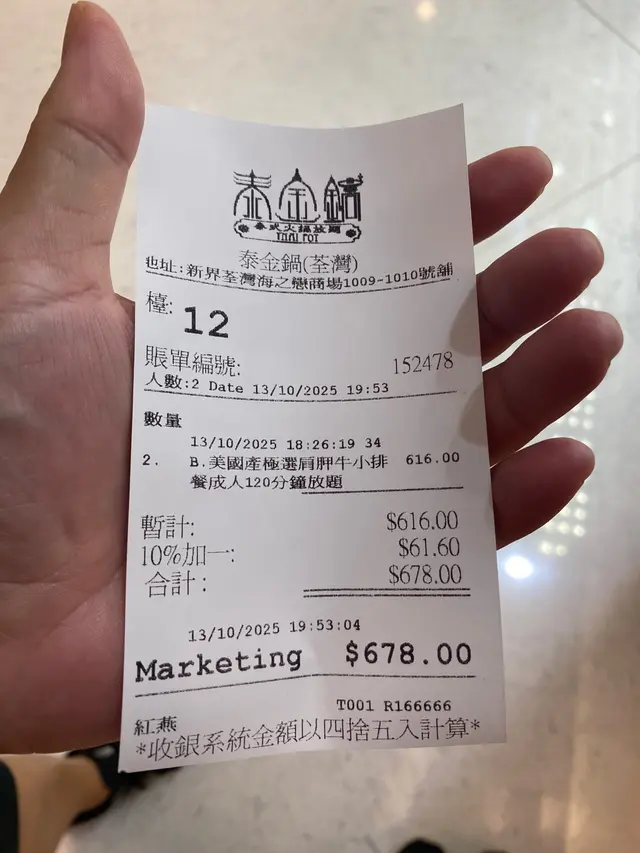 泰金鍋
泰式火鍋放題
THAI POT
泰金鍋(荃灣)
地址:新界荃灣海之戀商場1009-1010號舖
檯: 12
賬單編號: 152478
人數:2 Date 13/10/2025 19:53
數量
13/10/2025 18:26:19 34
2. B.美國產極選肩胛牛小排 616.00
餐成人120分鐘放題
暫計: $616.00
10%加一: $61.60
合計: $678.00
13/10/2025 19:53:04
Marketing $678.00
T001 R166666
紅燕
*收銀系統金額以四捨五入計算*